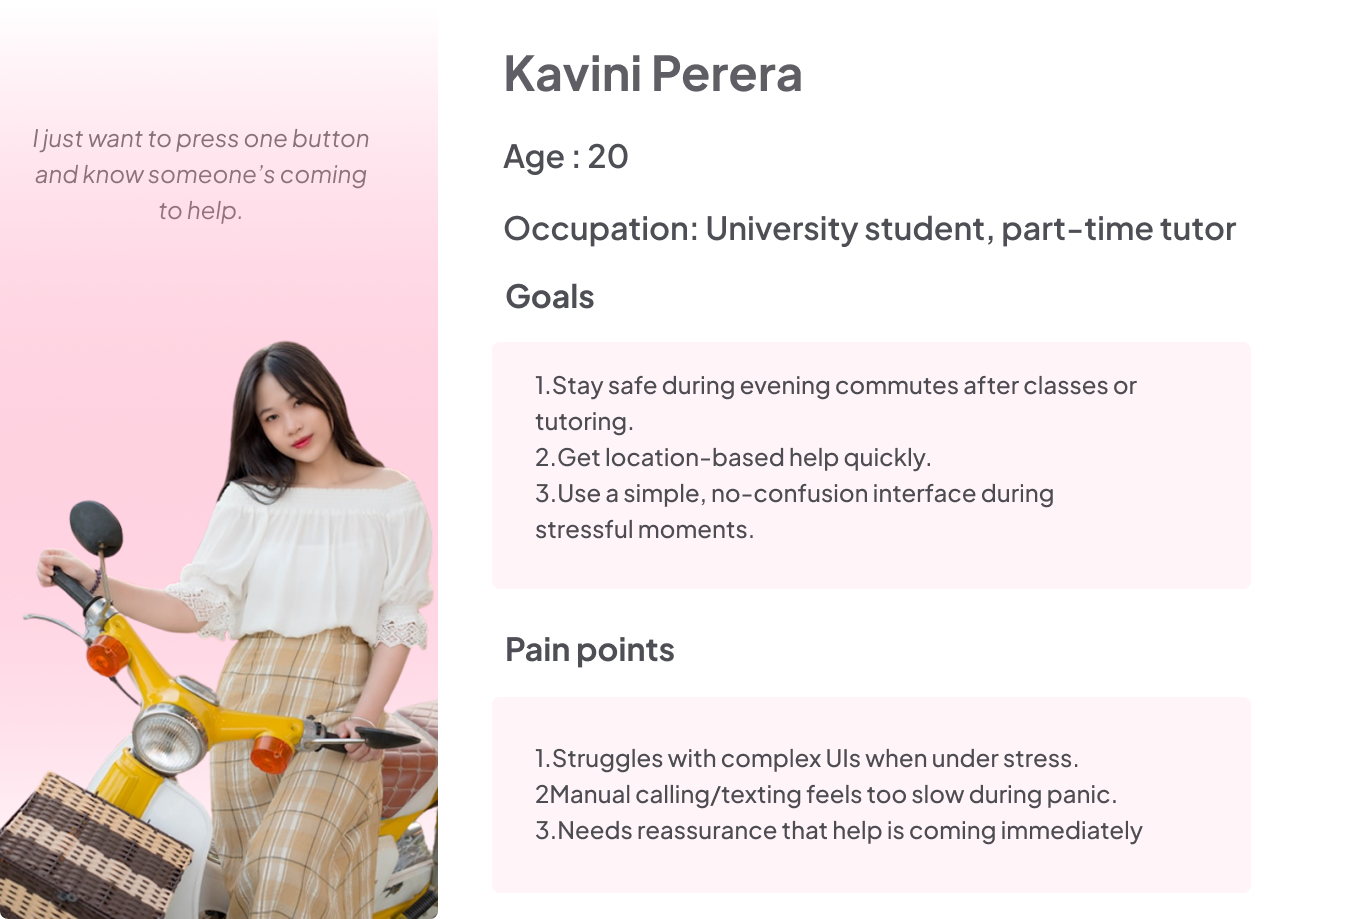 I just want to press one button
and know someone’s coming
to help.
Kavini Perera
Age : 20
Occupation: University student, part-time tutor
Goals
1.Stay safe during evening commutes after classes or
tutoring.
2.Get location-based help quickly.
3.Use a simple, no-confusion interface during
stressful moments.
Pain points
1.Struggles with complex UIs when under stress.
2Manual calling/texting feels too slow during panic.
3.Needs reassurance that help is coming immediately